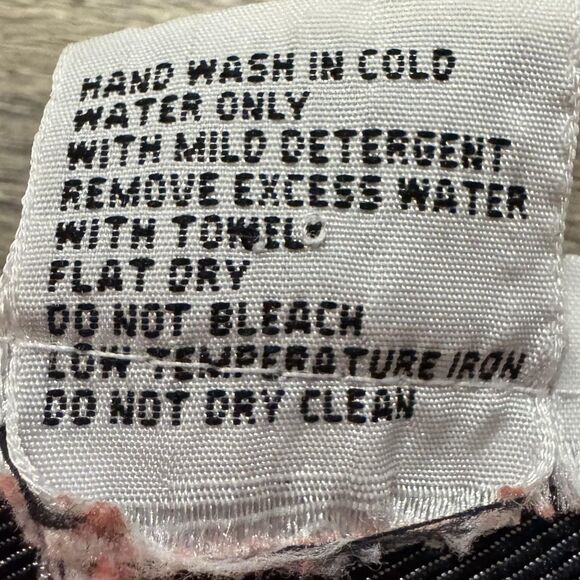 HAND WASH IN COLD
WATER ONLY
WITH MILD DETERGENT
REMOVE EXCESS WATER
WITH TOWEL
FLAT DRY
DO NOT BLEACH
LOW TEMPERATURE IRON
DO NOT DRY CLEAN